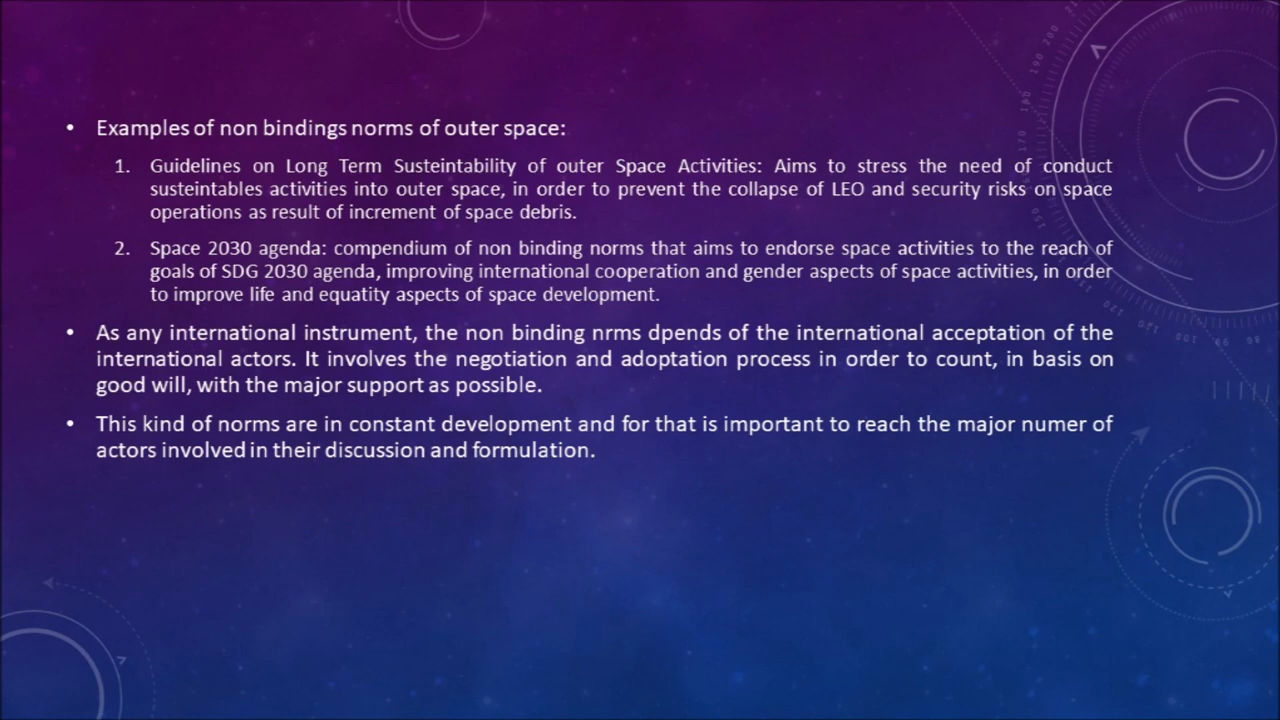 • Examples of non bindings norms of outer space:
1. Guidelines on Long Term Susteintability of outer Space Activities: Aims to stress the need of conduct
susteintables activities into outer space, in order to prevent the collapse of LEO and security risks on space
operations as result of increment of space debris.
2. Space 2030 agenda: compendium of non binding norms that aims to endorse space activities to the reach of
goals of SDG 2030 agenda, improving international cooperation and gender aspects of space activities, in order
to improve life and equatity aspects of space development.
• As any international instrument, the non binding nrms dpends of the international acceptation of the
international actors. It involves the negotiation and adoptation process in order to count, in basis on
good will, with the major support as possible.
• This kind of norms are in constant development and for that is important to reach the major numer of
actors involved in their discussion and formulation.